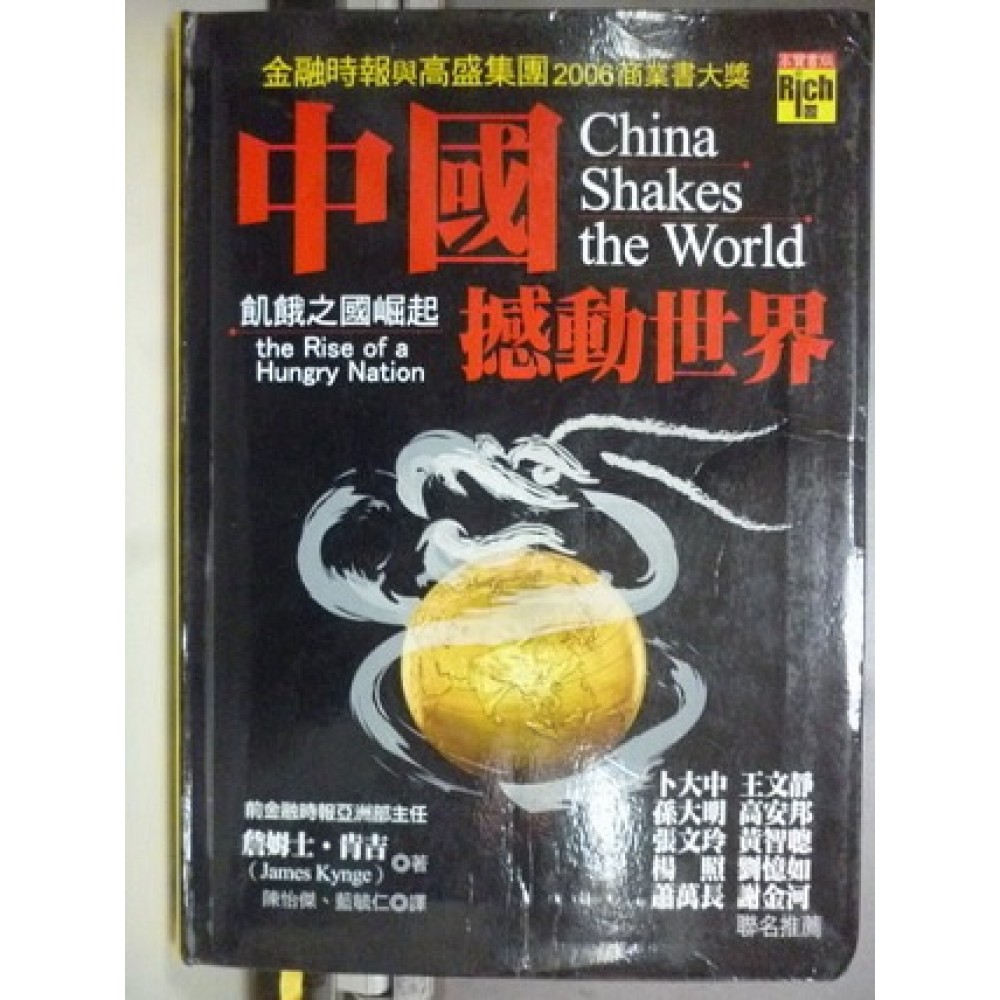 金融時報與高盛集團2006商業書大獎
高寶書版
Rich
中國
China
Shakes
the World
飢餓之國崛起
the Rise of a
Hungry Nation
撼動世界
卜大中 王文靜
孫大明 高安邦
張文玲 黃智聰
楊 照 劉憶如
蕭萬長 謝金河
聯名推薦
前金融時報亞洲部主任
詹姆士・肯吉
(James Kynge)
著
陳怡傑、藍毓仁 譯